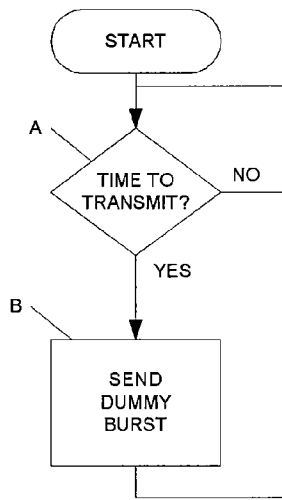 START
A
TIME TO
TRANSMIT?
NO
YES
B
SEND
DUMMY
BURST